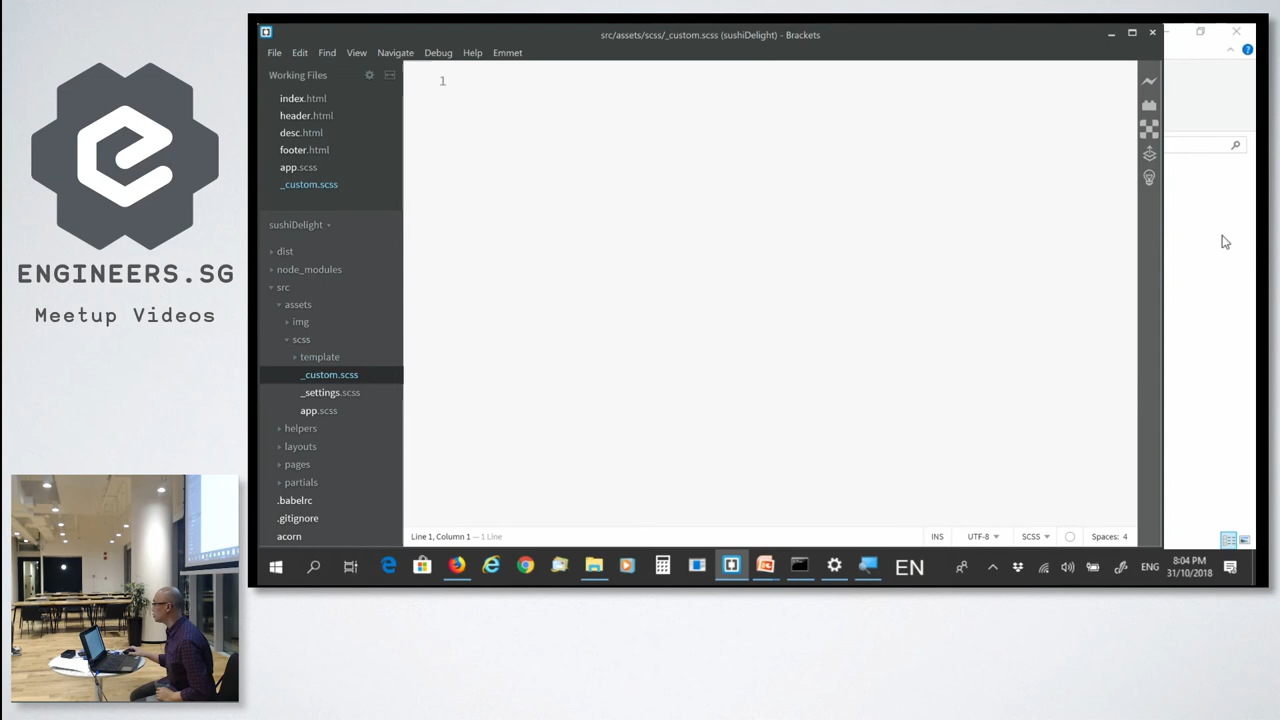 ENGINEERS.SG
Meetup Videos
src/assets/scss/_custom.scss (sushiDelight) - Brackets
File Edit Find View Navigate Debug Help Emmet
Working Files
index.html
header.html
desc.html
footer.html
app.scss
_custom.scss
sushiDelight
dist
node_modules
src
assets
img
scss
template
_custom.scss
_settings.scss
app.scss
helpers
layouts
pages
partials
.babelrc
.gitignore
acorn
1
Line 1, Column 1 — 1 Line
INS UTF-8 SCSS Spaces: 4
EN
ENG
8:04 PM
31/10/2018